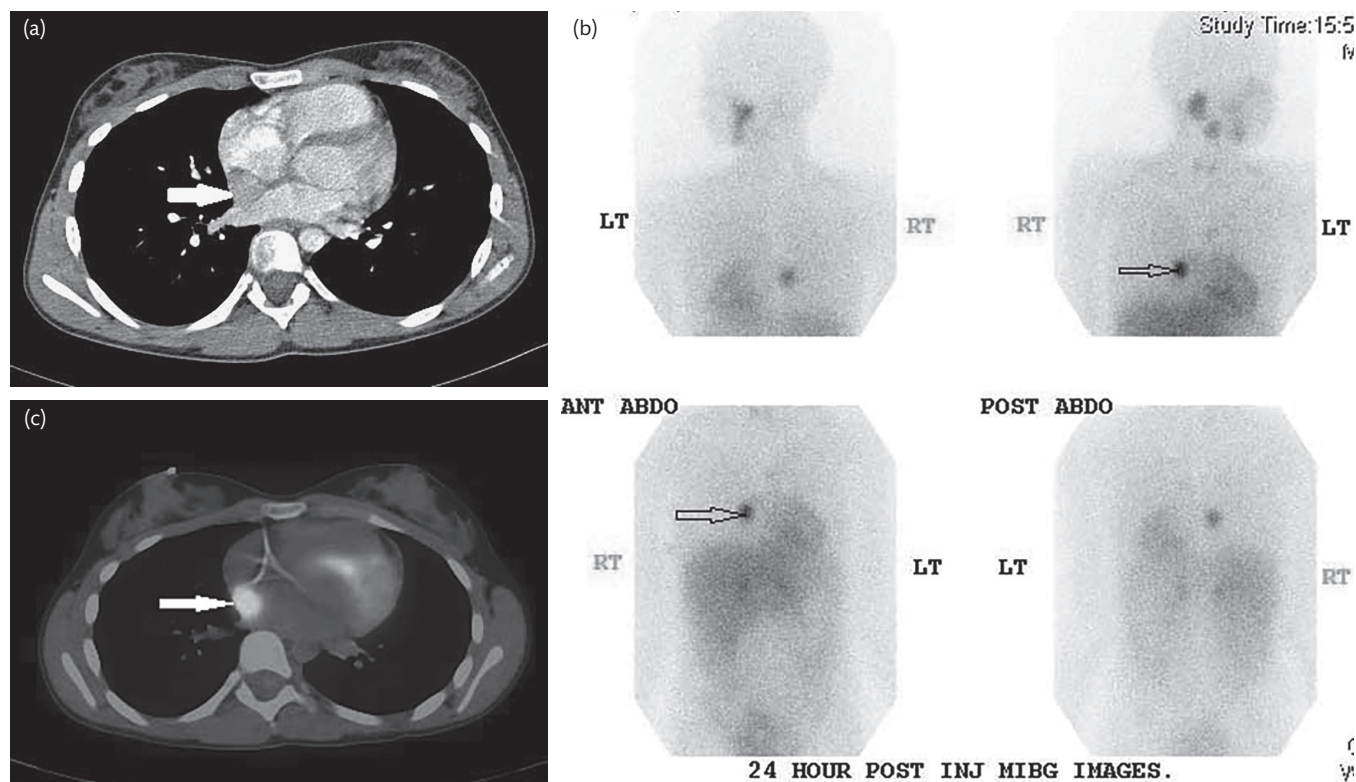 (a)
(b)
Study Time:15:5
LT
RT
RT
LT
(c)
ANT ABDO
POST ABDO
RT
LT
LT
RT
24 HOUR POST INJ MIBG IMAGES.